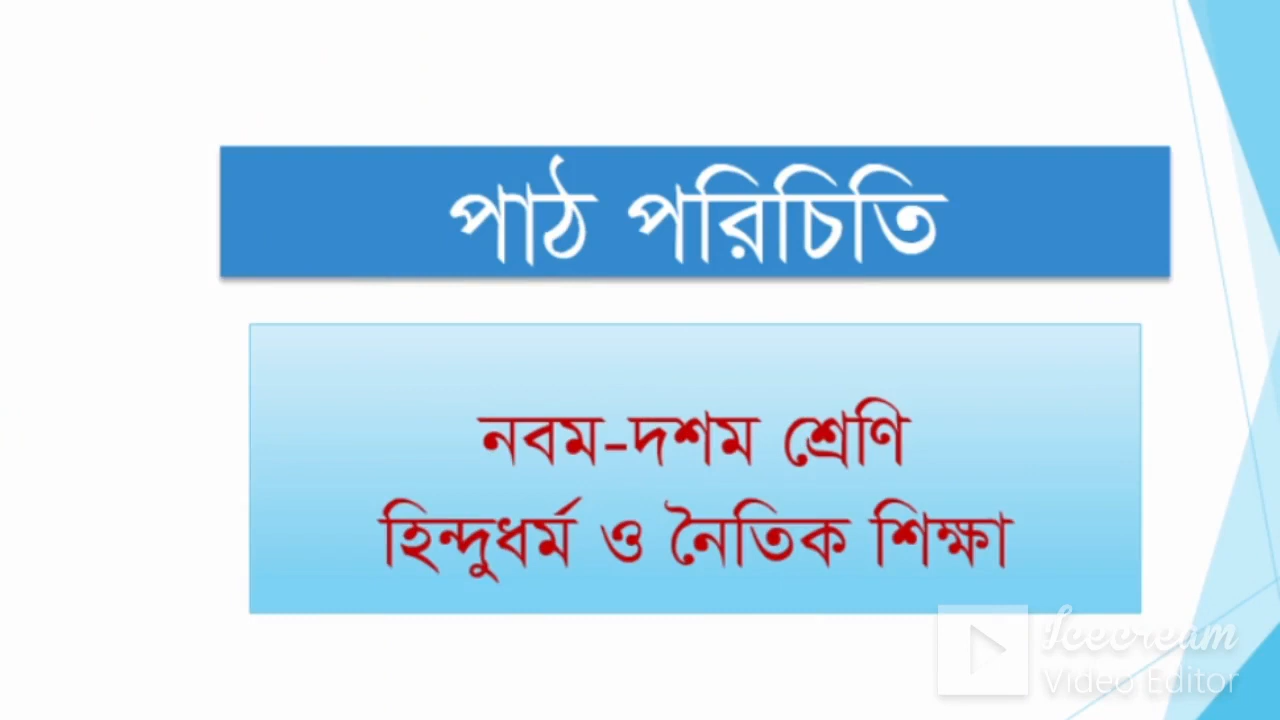 পাঠ পরিচিতি
নবম-দশম শ্রেণি
হিন্দুধর্ম ও নৈতিক শিক্ষা
Icecream
Video Editor